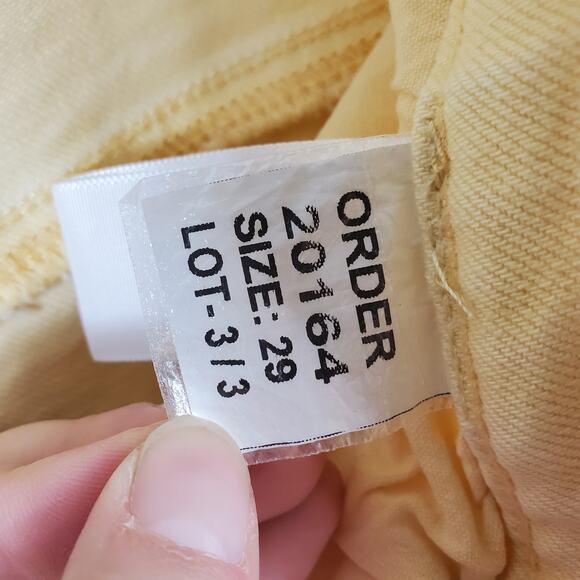 ORDER
20164
SIZE: 29
LOT- 3/3